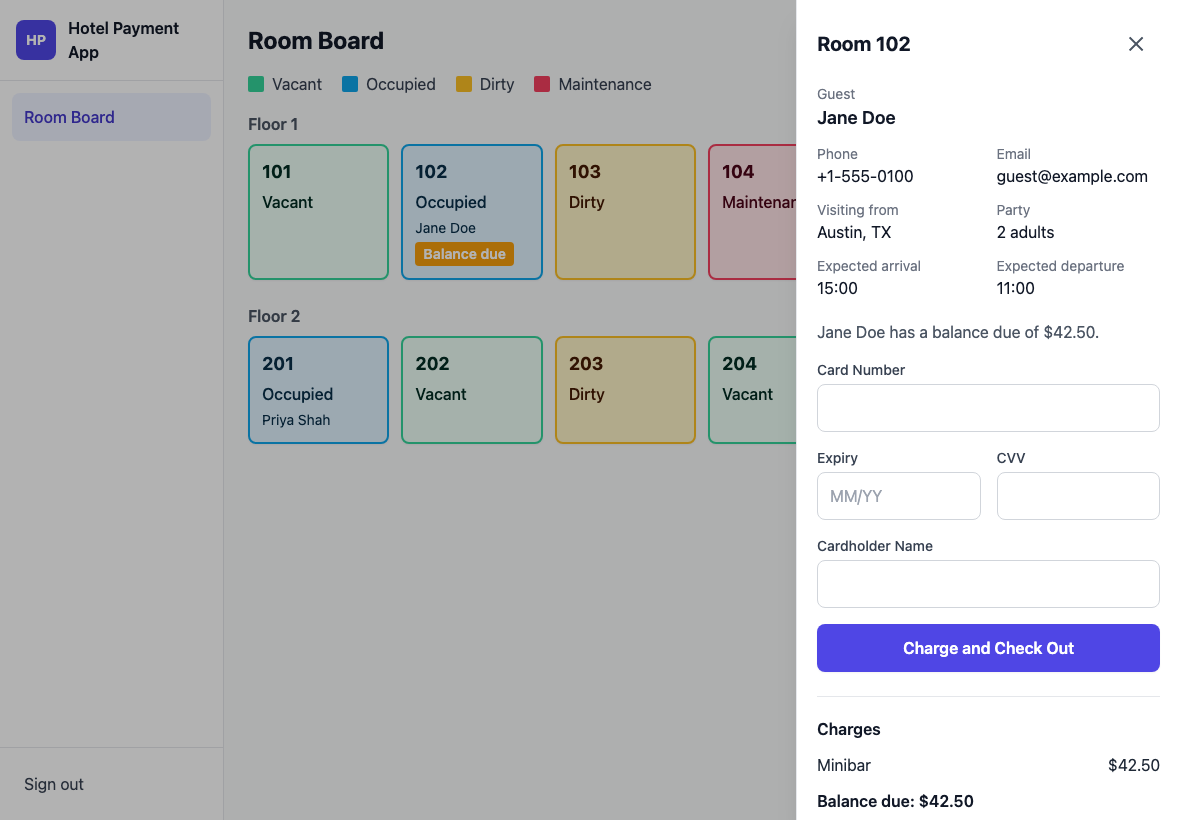 HP
Hotel Payment
App
Room Board
Sign out
Room Board
Vacant
Occupied
Dirty
Maintenance
Floor 1
101
Vacant
102
Occupied
Jane Doe
Balance due
103
Dirty
104
Floor 2
201
Occupied
Priya Shah
202
Vacant
203
Dirty
204
Vacant
Room 102
Guest
Jane Doe
Phone
Email
+1-555-0100
guest@example.com
Visiting from
Party
Austin, TX
2 adults
Expected arrival
Expected departure
15:00
11:00
Jane Doe has a balance due of $42.50.
Card Number
Expiry
CVV
MM/YY
Cardholder Name
Charge and Check Out
Charges
Minibar $42.50
Balance due: $42.50